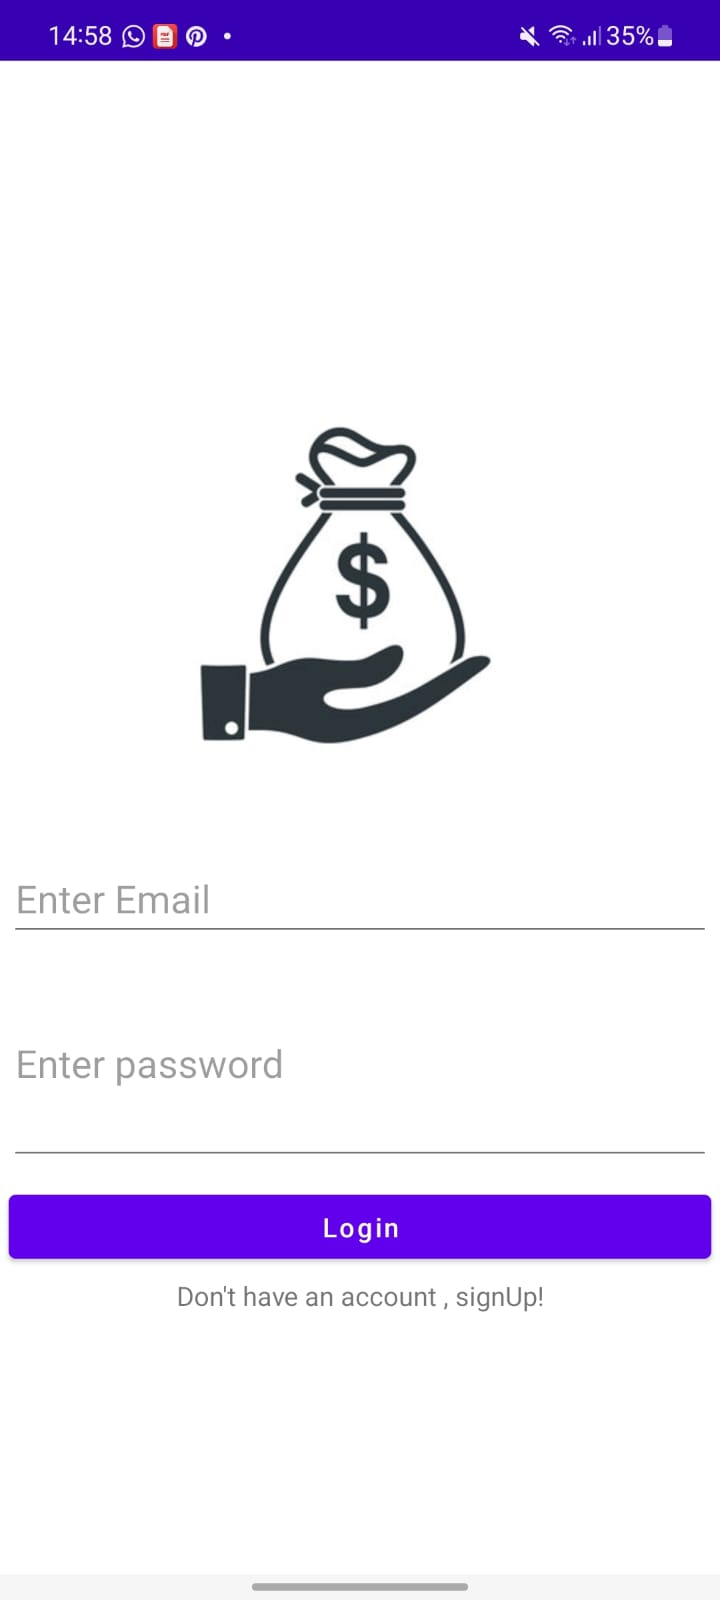 14:58 35%
$
Enter Email
Enter password
Login
Don't have an account , signUp!